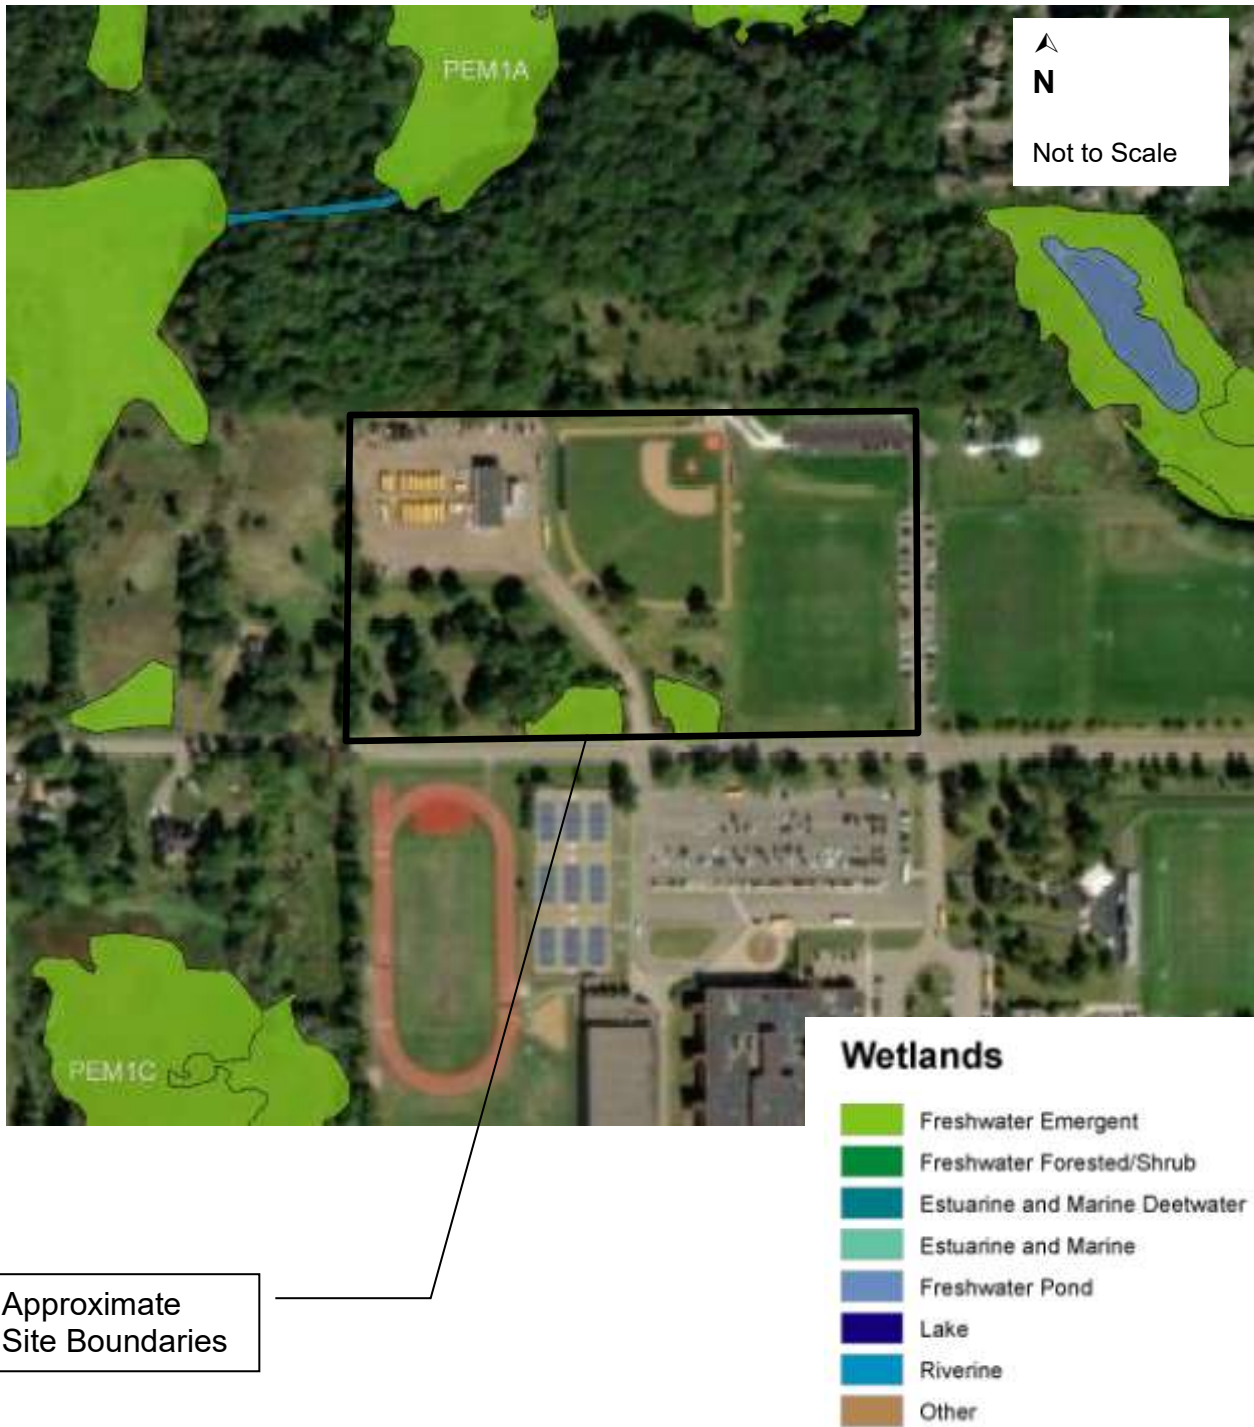 PEM1A
N
Not to Scale
PEM1C
Wetlands
Freshwater Emergent
Freshwater Forested/Shrub
Estuarine and Marine Deetwater
Estuarine and Marine
Freshwater Pond
Lake
Riverine
Other
Approximate
Site Boundaries